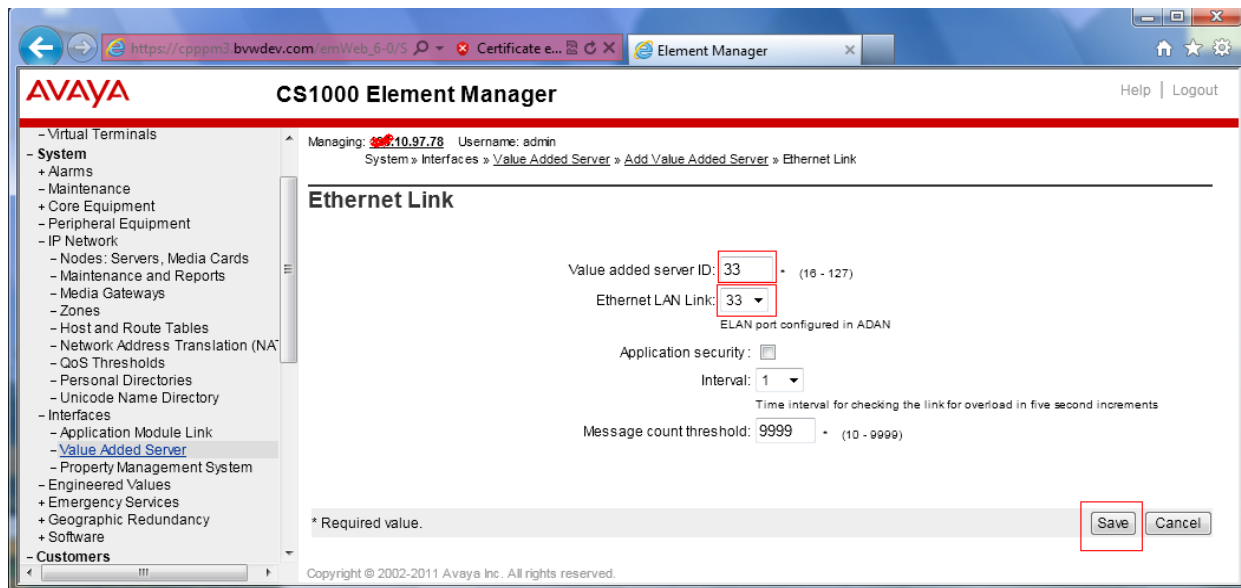 https://cpppm3.bvwdev.com/emWeb_6-0/S
Certificate e...
Element Manager
AVAYA
CS1000 Element Manager
Help | Logout
– Virtual Terminals
– System
+ Alarms
– Maintenance
+ Core Equipment
– Peripheral Equipment
– IP Network
– Nodes: Servers, Media Cards
– Maintenance and Reports
– Media Gateways
– Zones
– Host and Route Tables
– Network Address Translation (NA
– QoS Thresholds
– Personal Directories
– Unicode Name Directory
– Interfaces
– Application Module Link
– Value Added Server
– Property Management System
– Engineered Values
+ Emergency Services
+ Geographic Redundancy
+ Software
– Customers
Managing: .10.97.78 Username: admin
System » Interfaces » Value Added Server » Add Value Added Server » Ethernet Link
Ethernet Link
Value added server ID: 33 * (16 - 127)
Ethernet LAN Link: 33
ELAN port configured in ADAN
Application security:
Interval: 1
Time interval for checking the link for overload in five second increments
Message count threshold: 9999 * (10 - 9999)
* Required value.
Save
Cancel
Copyright © 2002-2011 Avaya Inc. All rights reserved.